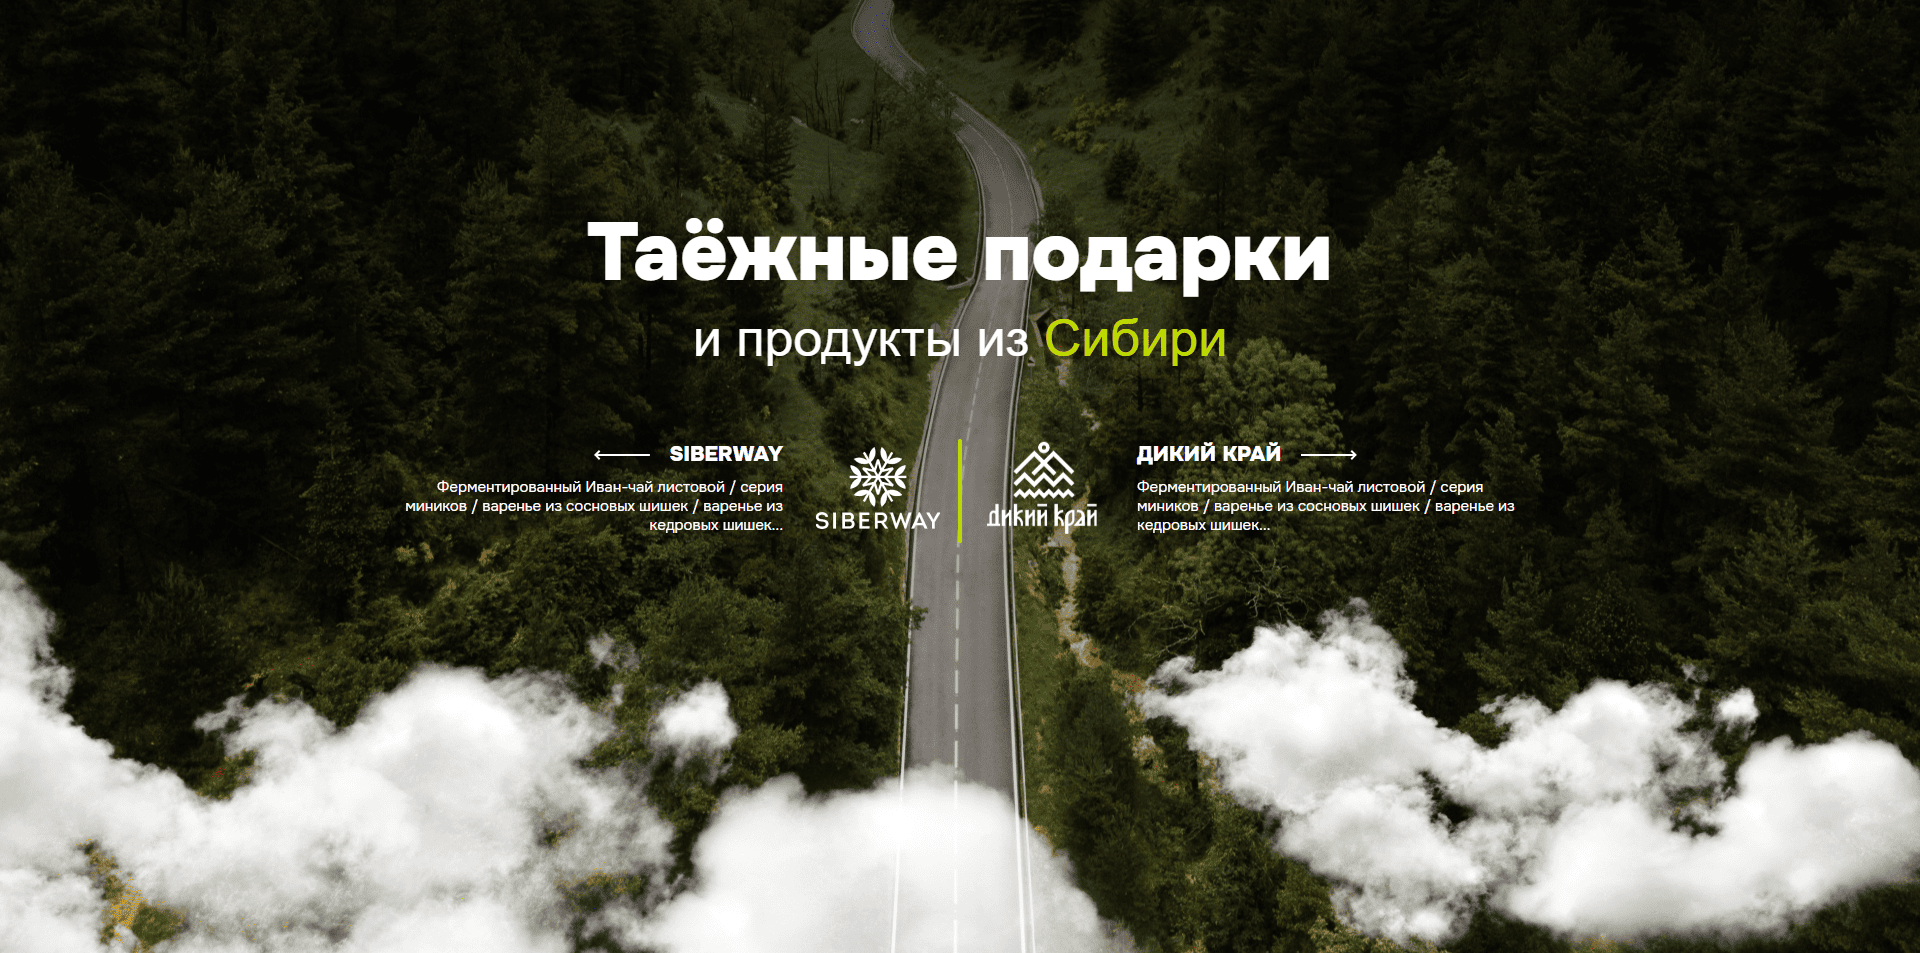 Таёжные подарки
и продукты из Сибири
SIBERWAY
Ферментированный Иван-чай листовой / серия
миников / варенье из сосновых шишек / варенье из
кедровых шишек...
SIBERWAY
дикий край
ДИКИЙ КРАЙ
Ферментированный Иван-чай листовой / серия
миников / варенье из сосновых шишек / варенье из
кедровых шишек...